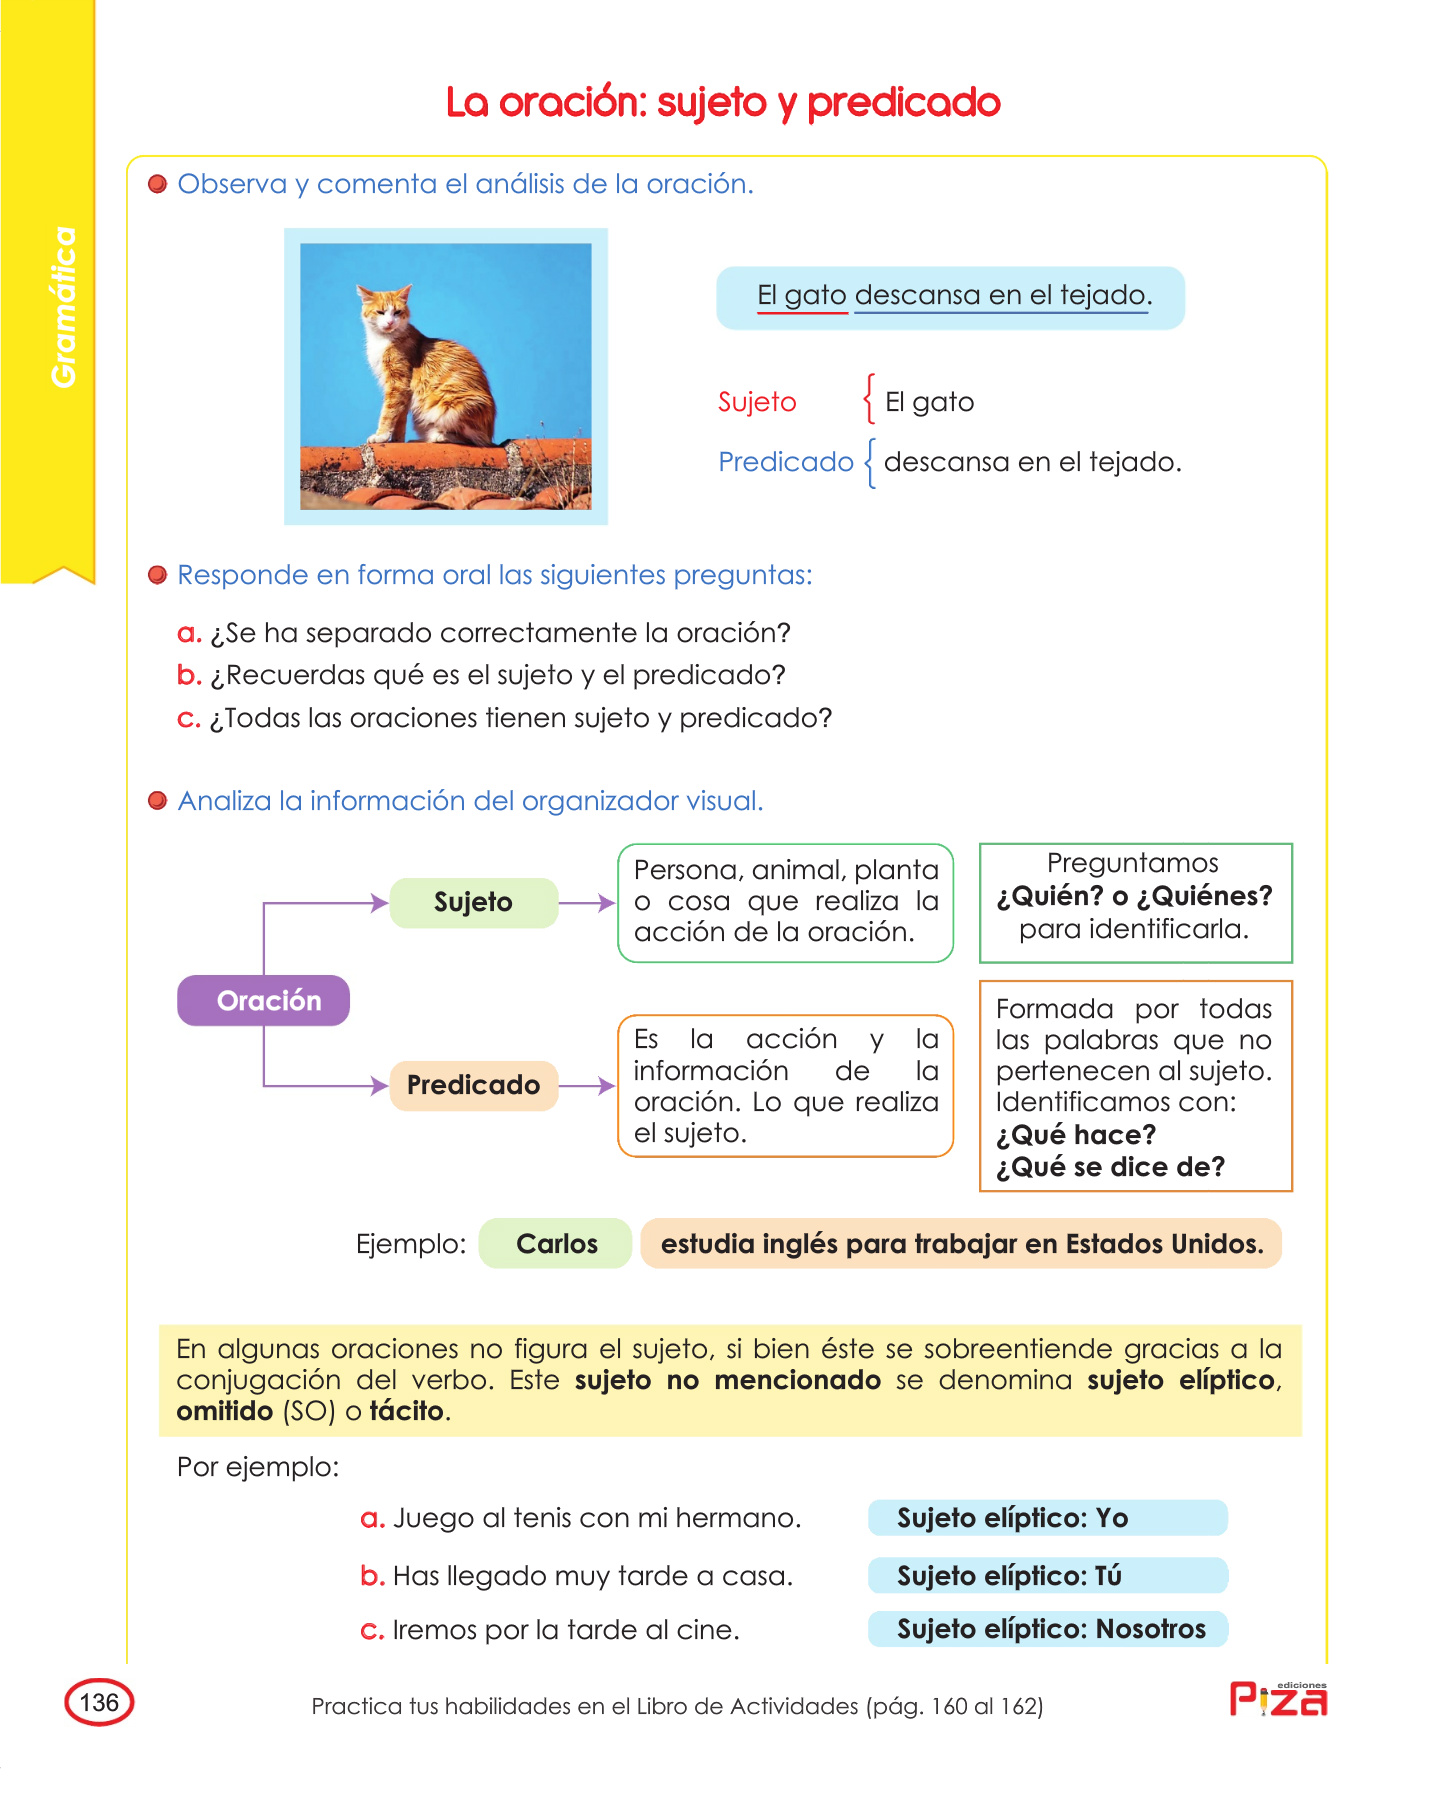 Gramática
La oración: sujeto y predicado
Observa y comenta el análisis de la oración.
El gato descansa en el tejado.
Sujeto { El gato
Predicado { descansa en el tejado.
Responde en forma oral las siguientes preguntas:
a. ¿Se ha separado correctamente la oración?
b. ¿Recuerdas qué es el sujeto y el predicado?
c. ¿Todas las oraciones tienen sujeto y predicado?
Analiza la información del organizador visual.
Oración
Sujeto
Persona, animal, planta
o cosa que realiza la
acción de la oración.
Preguntamos
¿Quién? o ¿Quiénes?
para identificarla.
Predicado
Es la acción y la
información de la
oración. Lo que realiza
el sujeto.
Formada por todas
las palabras que no
pertenecen al sujeto.
Identificamos con:
¿Qué hace?
¿Qué se dice de?
Ejemplo: Carlos estudia inglés para trabajar en Estados Unidos.
En algunas oraciones no figura el sujeto, si bien éste se sobreentiende gracias a la
conjugación del verbo. Este sujeto no mencionado se denomina sujeto elíptico,
omitido (SO) o tácito.
Por ejemplo:
a. Juego al tenis con mi hermano. Sujeto elíptico: Yo
b. Has llegado muy tarde a casa. Sujeto elíptico: Tú
c. Iremos por la tarde al cine. Sujeto elíptico: Nosotros
136
Practica tus habilidades en el Libro de Actividades (pág. 160 al 162)
ediciones
Piza